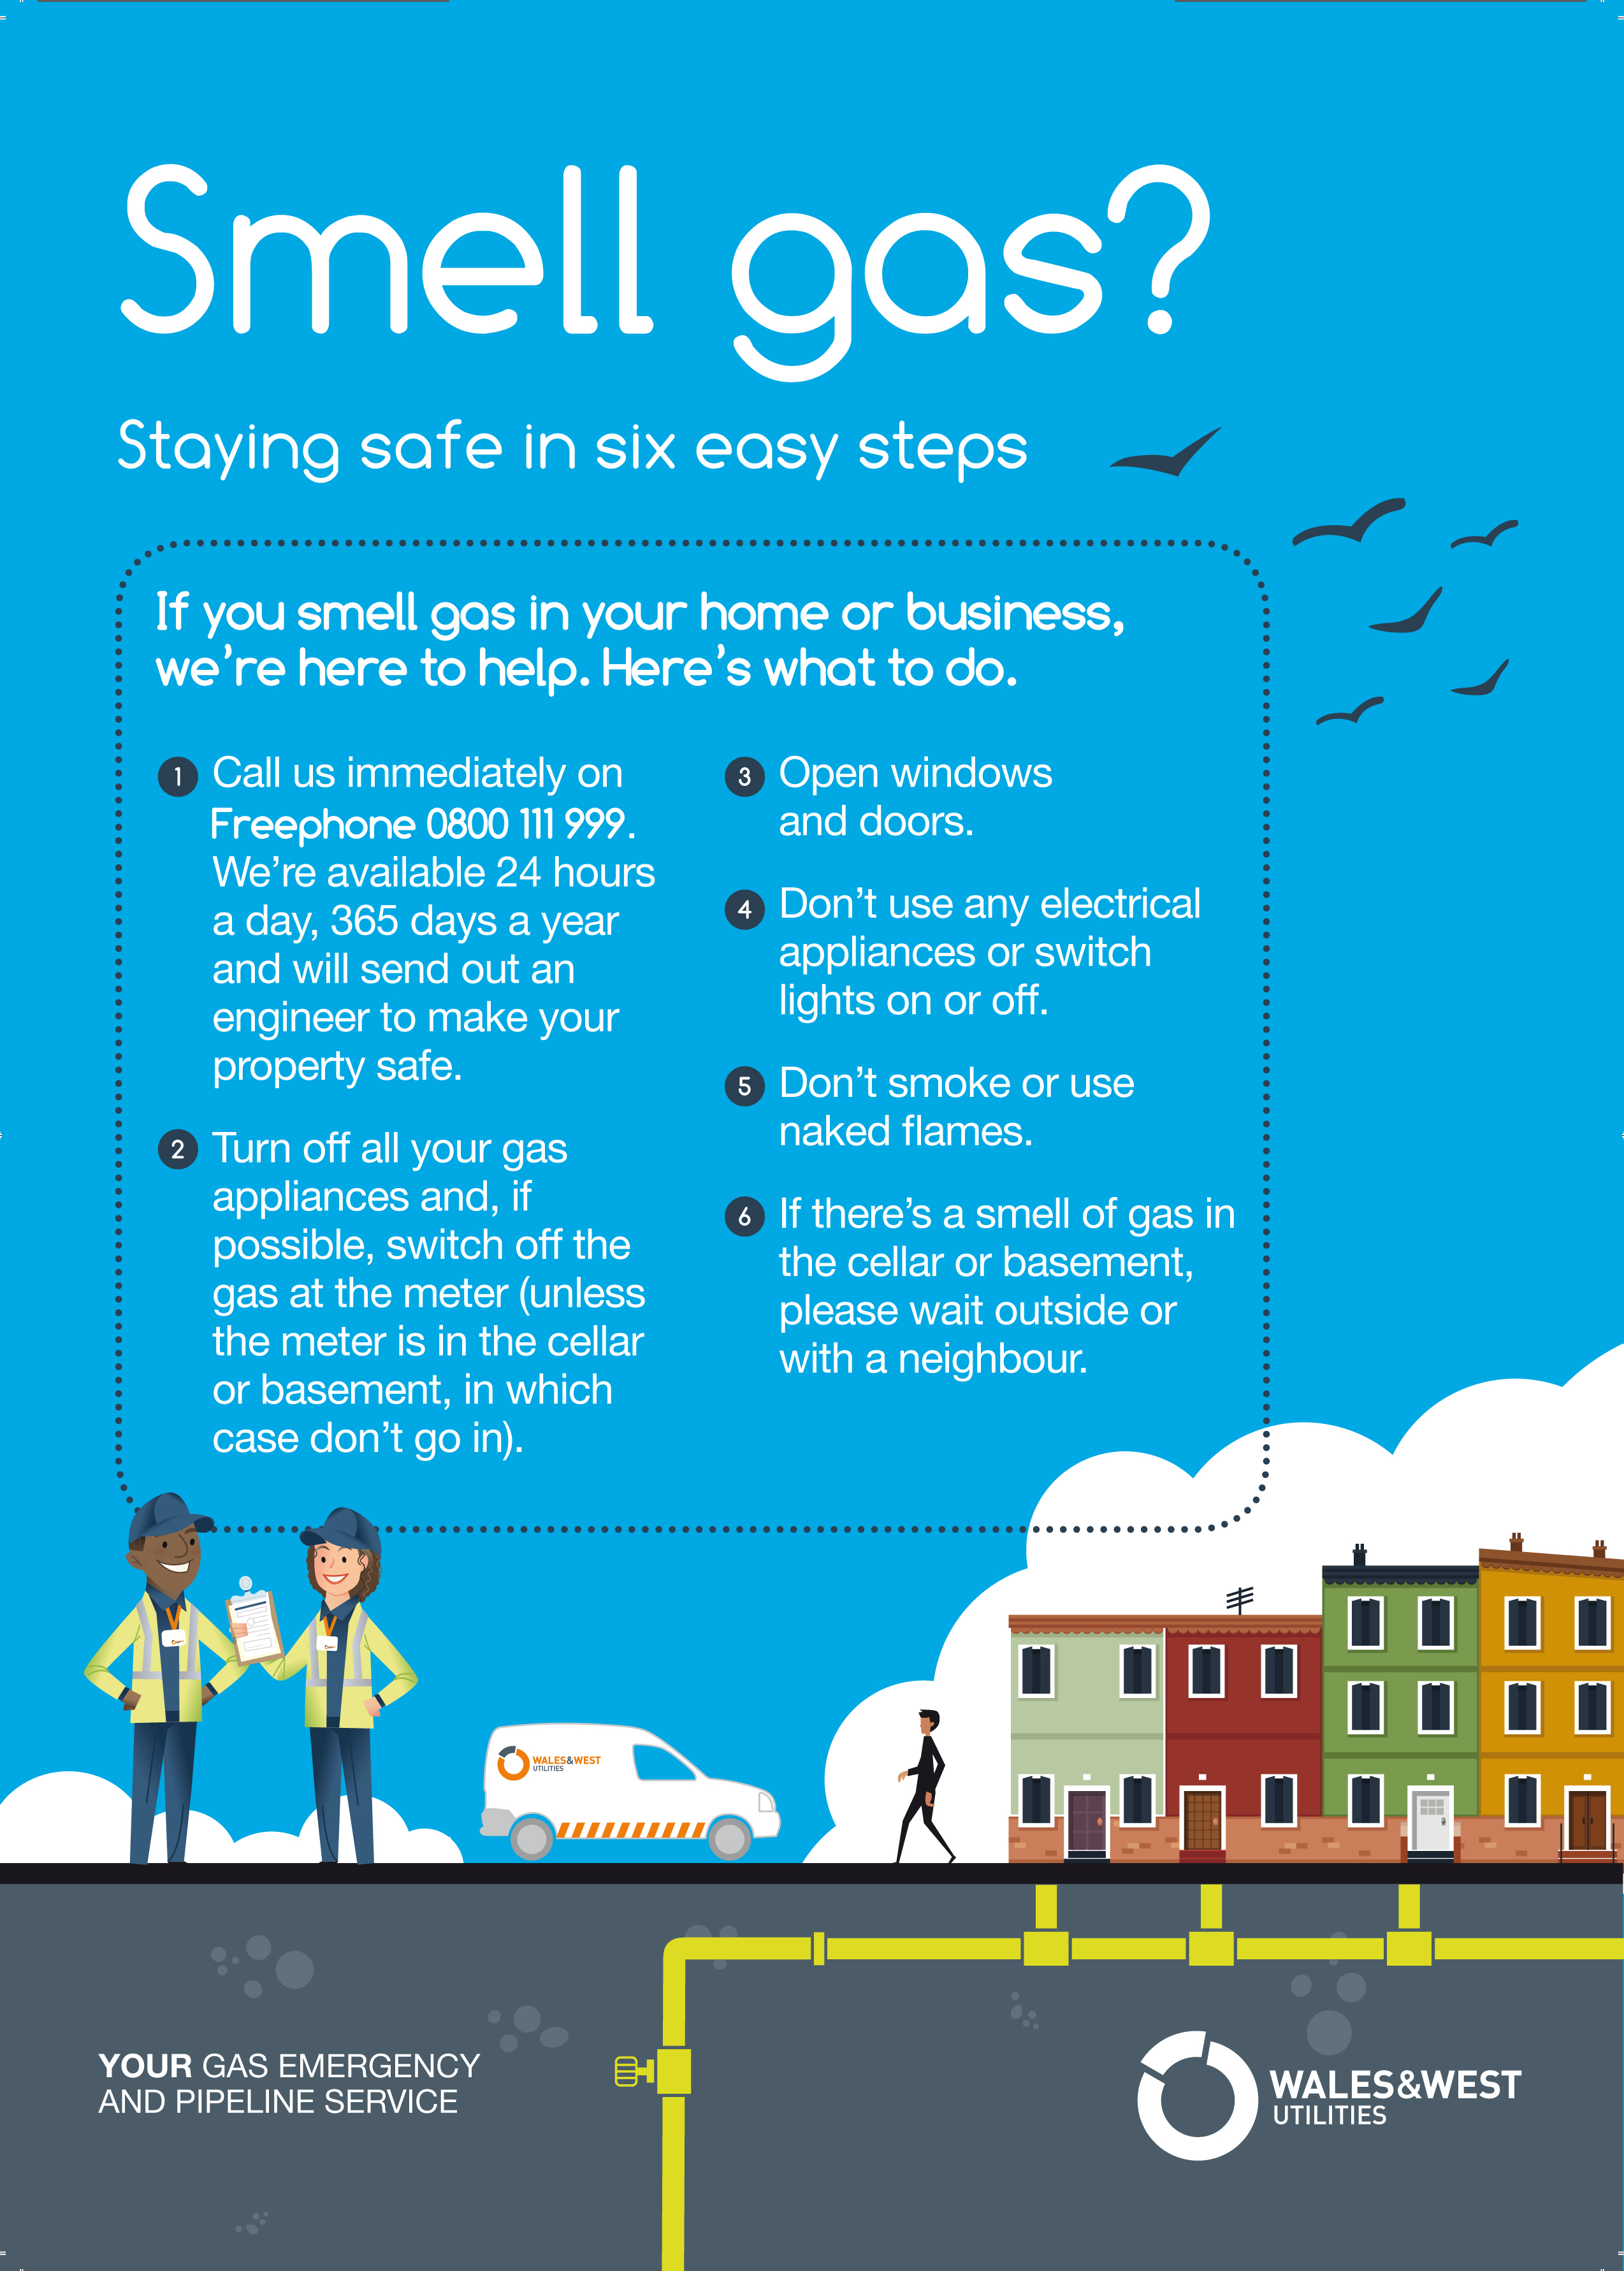 Smell gas?
Staying safe in six easy steps
If you smell gas in your home or business,
we're here to help. Here's what to do.
1 Call us immediately on
Freephone 0800 111 999.
We're available 24 hours
a day, 365 days a year
and will send out an
engineer to make your
property safe.
2 Turn off all your gas
appliances and, if
possible, switch off the
gas at the meter (unless
the meter is in the cellar
or basement, in which
case don't go in).
3 Open windows
and doors.
4 Don't use any electrical
appliances or switch
lights on or off.
5 Don't smoke or use
naked flames.
6 If there's a smell of gas in
the cellar or basement,
please wait outside or
with a neighbour.
WALES&WEST
UTILITIES
YOUR GAS EMERGENCY
AND PIPELINE SERVICE
WALES&WEST
UTILITIES